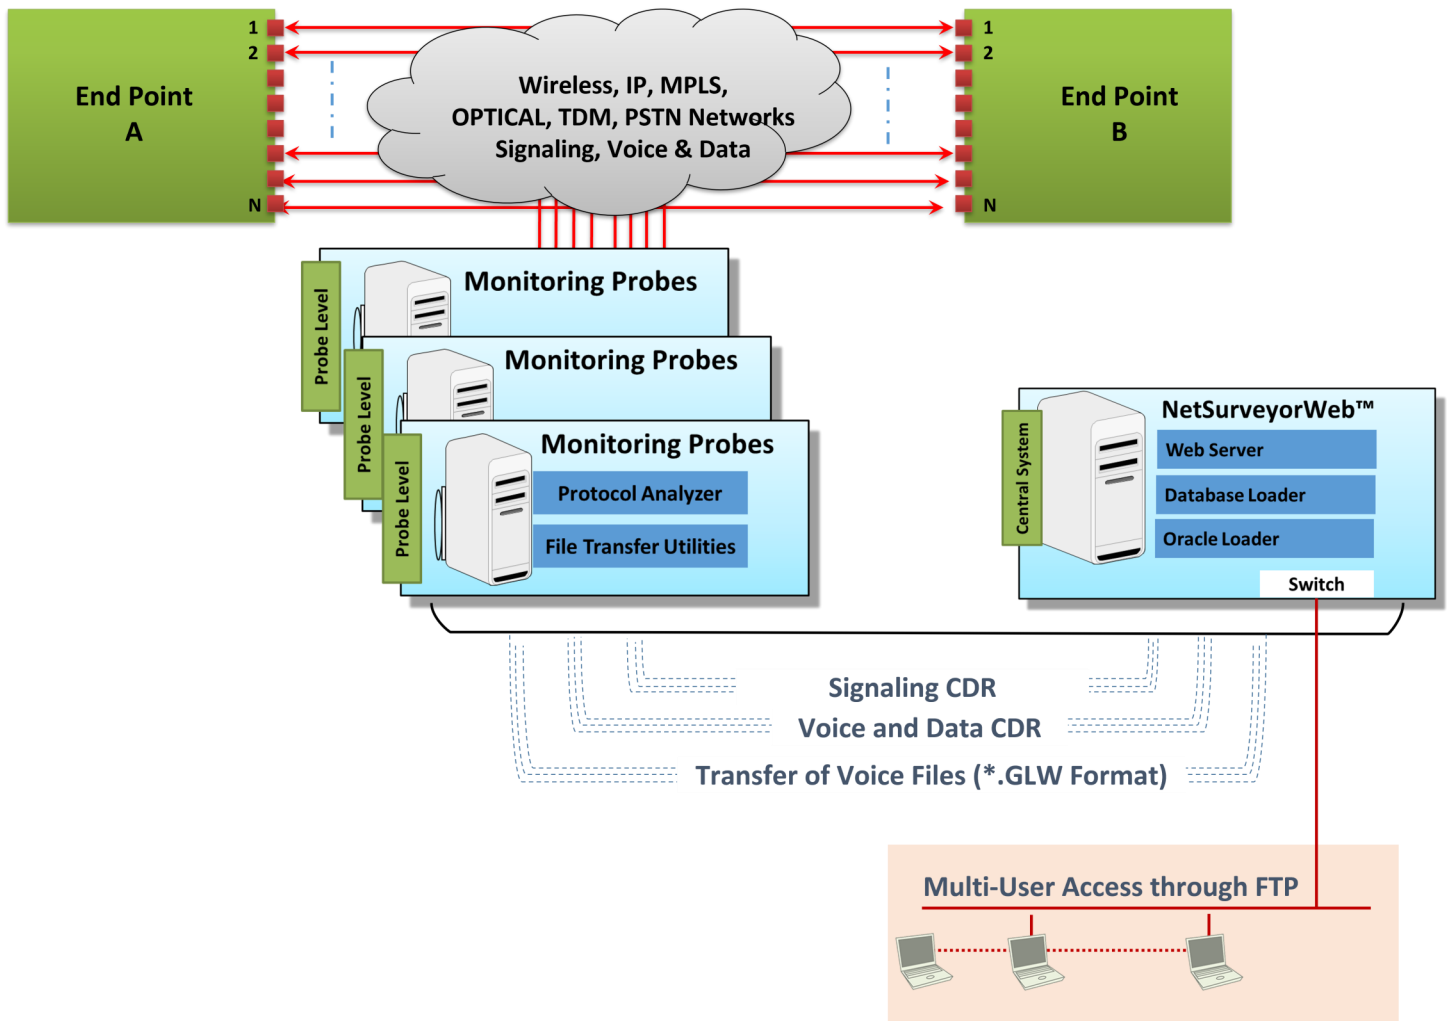 1
2
End Point
A
N
Wireless, IP, MPLS,
OPTICAL, TDM, PSTN Networks
Signaling, Voice & Data
1
2
End Point
B
N
Probe Level
Monitoring Probes
Probe Level
Monitoring Probes
Probe Level
Monitoring Probes
Protocol Analyzer
File Transfer Utilities
Central System
NetSurveyorWeb™
Web Server
Database Loader
Oracle Loader
Switch
Signaling CDR
Voice and Data CDR
Transfer of Voice Files (*.GLW Format)
Multi-User Access through FTP